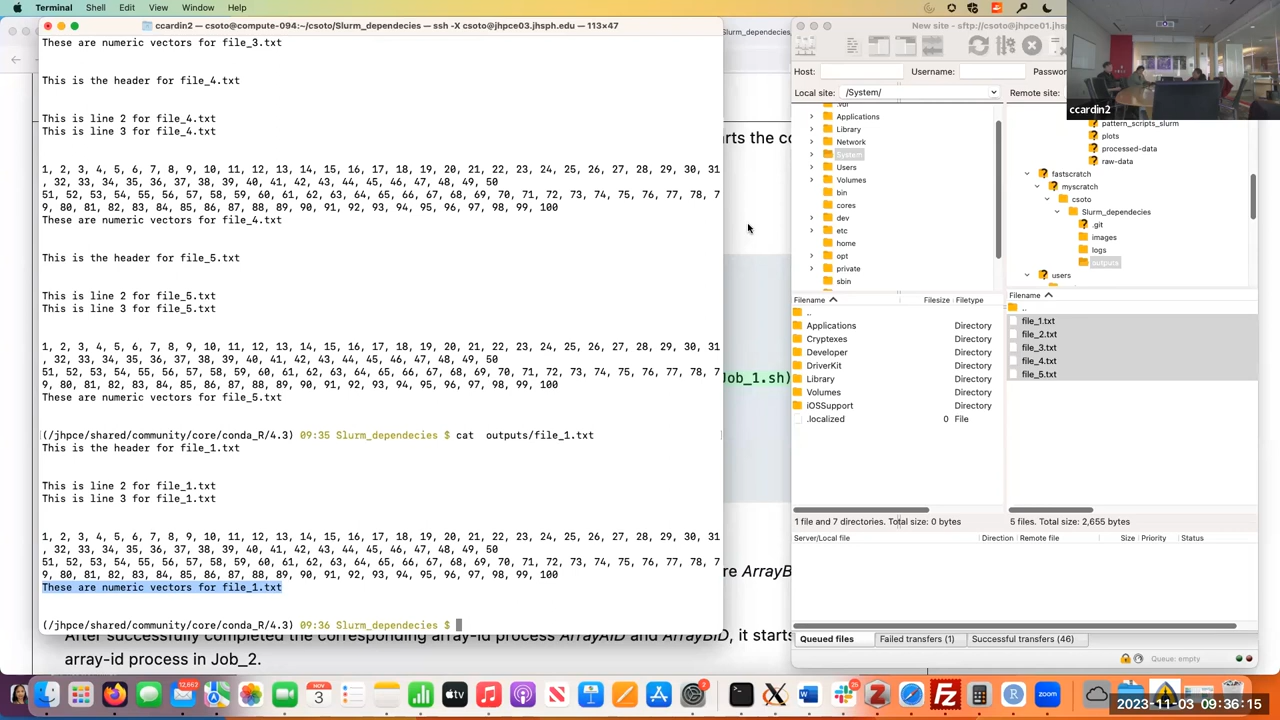 Terminal Shell Edit View Window Help
ccardin2 — csoto@compute-094:~/csoto/Slurm_dependencies — ssh -X csoto@jhpce03.jhsph.edu — 113×47
These are numeric vectors for file_3.txt
This is the header for file_4.txt
This is line 2 for file_4.txt
This is line 3 for file_4.txt
1, 2, 3, 4, 5, 6, 7, 8, 9, 10, 11, 12, 13, 14, 15, 16, 17, 18, 19, 20, 21, 22, 23, 24, 25, 26, 27, 28, 29, 30, 31
, 32, 33, 34, 35, 36, 37, 38, 39, 40, 41, 42, 43, 44, 45, 46, 47, 48, 49, 50
51, 52, 53, 54, 55, 56, 57, 58, 59, 60, 61, 62, 63, 64, 65, 66, 67, 68, 69, 70, 71, 72, 73, 74, 75, 76, 77, 78, 7
9, 80, 81, 82, 83, 84, 85, 86, 87, 88, 89, 90, 91, 92, 93, 94, 95, 96, 97, 98, 99, 100
These are numeric vectors for file_4.txt
This is the header for file_5.txt
This is line 2 for file_5.txt
This is line 3 for file_5.txt
1, 2, 3, 4, 5, 6, 7, 8, 9, 10, 11, 12, 13, 14, 15, 16, 17, 18, 19, 20, 21, 22, 23, 24, 25, 26, 27, 28, 29, 30, 31
, 32, 33, 34, 35, 36, 37, 38, 39, 40, 41, 42, 43, 44, 45, 46, 47, 48, 49, 50
51, 52, 53, 54, 55, 56, 57, 58, 59, 60, 61, 62, 63, 64, 65, 66, 67, 68, 69, 70, 71, 72, 73, 74, 75, 76, 77, 78, 7
9, 80, 81, 82, 83, 84, 85, 86, 87, 88, 89, 90, 91, 92, 93, 94, 95, 96, 97, 98, 99, 100
These are numeric vectors for file_5.txt
(/jhpce/shared/community/core/conda_R/4.3) 09:35 Slurm_dependecies $ cat  outputs/file_1.txt
This is the header for file_1.txt
This is line 2 for file_1.txt
This is line 3 for file_1.txt
1, 2, 3, 4, 5, 6, 7, 8, 9, 10, 11, 12, 13, 14, 15, 16, 17, 18, 19, 20, 21, 22, 23, 24, 25, 26, 27, 28, 29, 30, 31
, 32, 33, 34, 35, 36, 37, 38, 39, 40, 41, 42, 43, 44, 45, 46, 47, 48, 49, 50
51, 52, 53, 54, 55, 56, 57, 58, 59, 60, 61, 62, 63, 64, 65, 66, 67, 68, 69, 70, 71, 72, 73, 74, 75, 76, 77, 78, 7
9, 80, 81, 82, 83, 84, 85, 86, 87, 88, 89, 90, 91, 92, 93, 94, 95, 96, 97, 98, 99, 100
These are numeric vectors for file_1.txt
(/jhpce/shared/community/core/conda_R/4.3) 09:36 Slurm_dependecies $
Slurm_dependecies
arts the co
Job_1.sh)
re ArrayB
After successfully completed the corresponding array-id process ArrayAID and ArrayBID, it starts
array-id process in Job_2.
New site - sftp://csoto@jhpce01.jh
Host: Username: Passwor
Local site: /System/
.vol
Applications
Library
Network
System
Users
Volumes
bin
cores
dev
etc
home
opt
private
sbin
Remote site:
pattern_scripts_slurm
plots
processed-data
raw-data
fastscratch
myscratch
csoto
Slurm_dependecies
.git
images
logs
outputs
users
Filename Filesize Filetype
..
Applications Directory
Cryptexes Directory
Developer Directory
DriverKit Directory
Library Directory
Volumes Directory
iOSSupport Directory
.localized 0 File
Filename
..
file_1.txt
file_2.txt
file_3.txt
file_4.txt
file_5.txt
1 file and 7 directories. Total size: 0 bytes
5 files. Total size: 2,655 bytes
Server/Local file Direction Remote file Size Priority Status
Queued files Failed transfers (1) Successful transfers (46)
Queue: empty
ccardin2
12,667
NOV
3
tv
7
35
R
zoom
2023-11-03 09:36:15